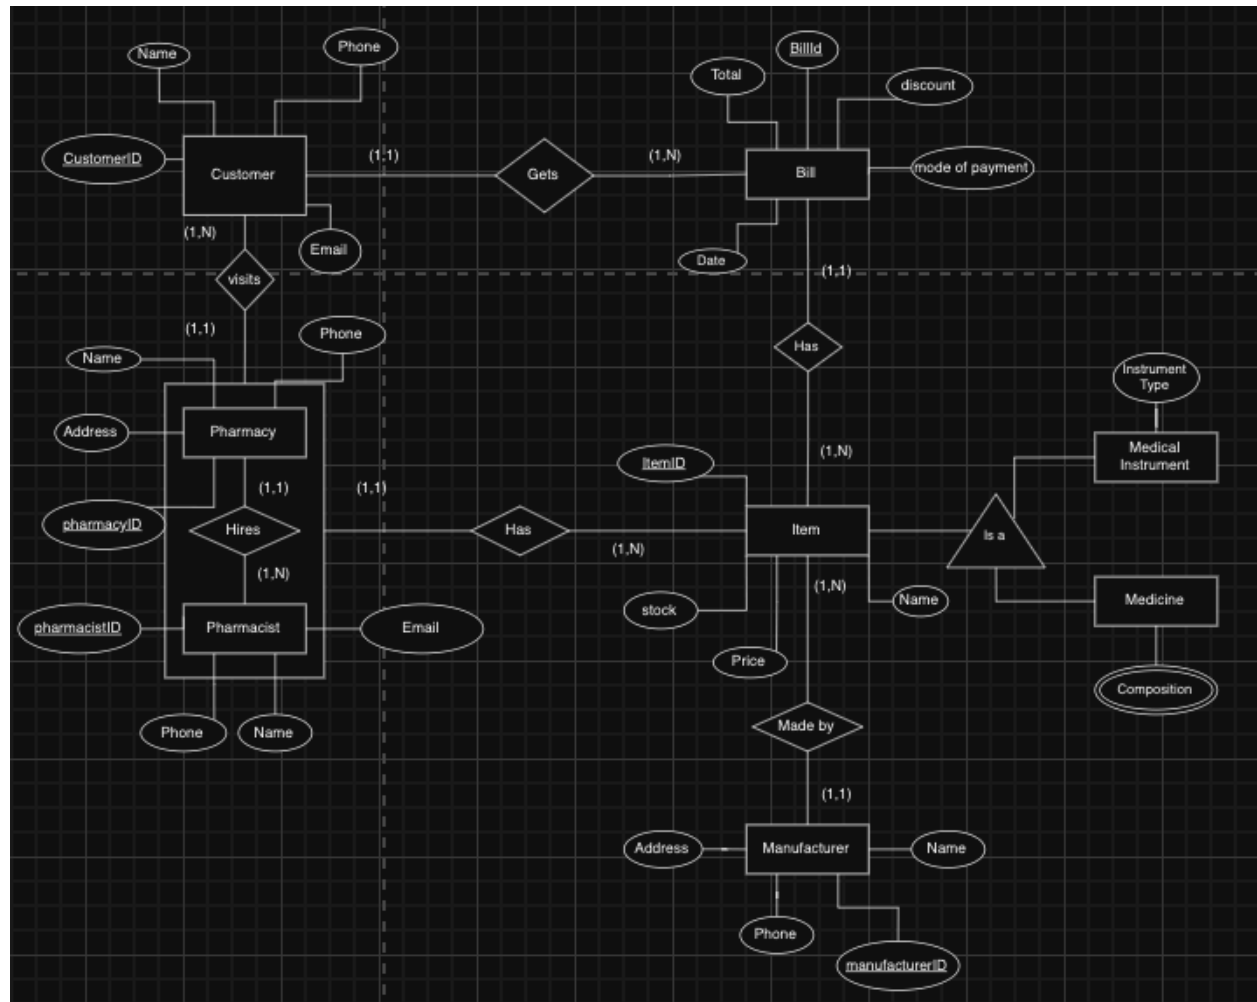 Name
Phone
BillId
Total
discount
CustomerID
Customer
(1,1)
Gets
(1,N)
Bill
mode of payment
(1,N)
Email
Date
visits
(1,1)
(1,1)
Phone
Name
Has
Instrument
Type
Address
Pharmacy
Medical
Instrument
(1,N)
ItemID
(1,1)
(1,1)
pharmacyID
Hires
Has
Item
Is a
(1,N)
(1,N)
(1,N)
Name
Medicine
stock
pharmacistID
Pharmacist
Email
Price
Composition
Phone
Name
Made by
(1,1)
Address
Manufacturer
Name
Phone
manufacturerID